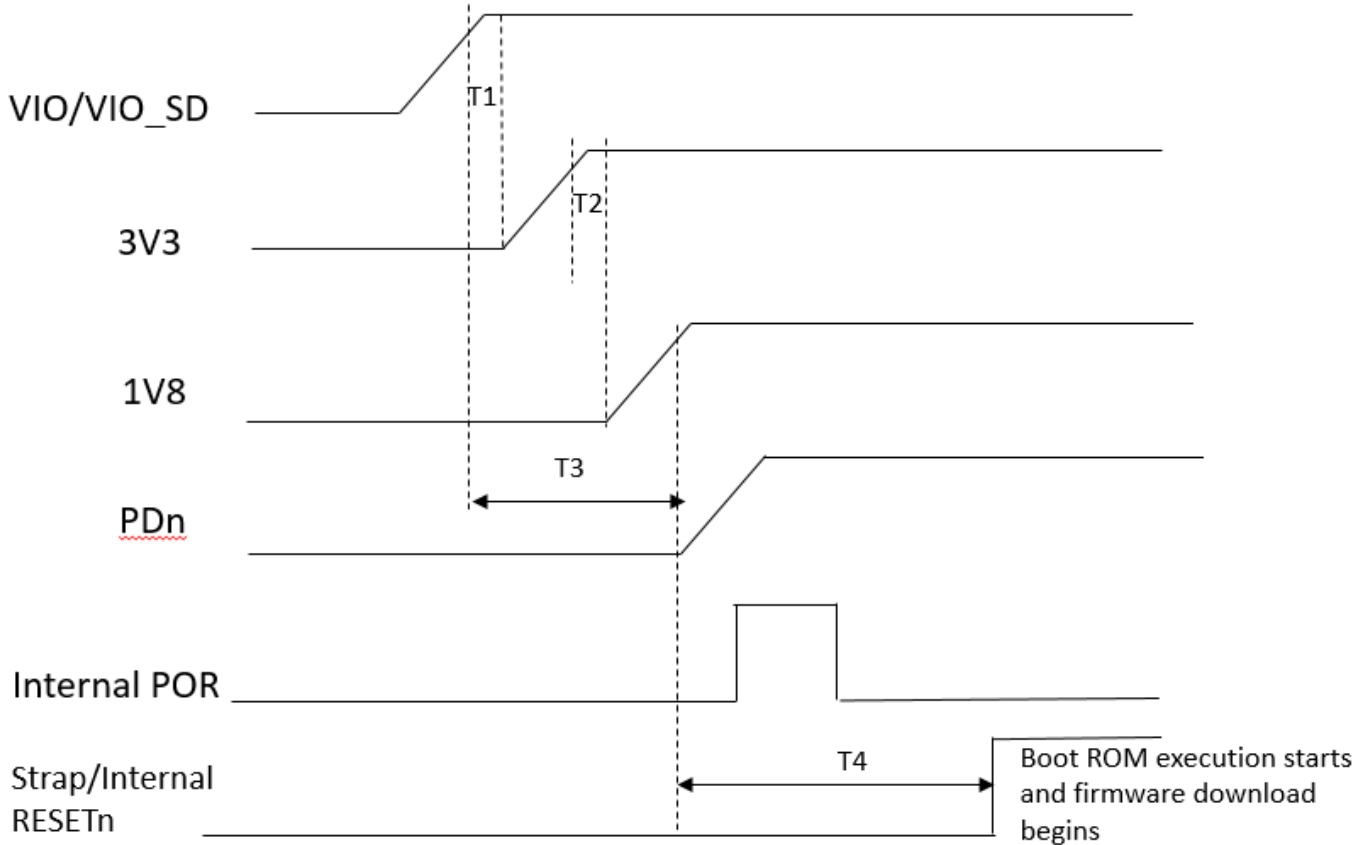 VIO/VIO_SD
T1
3V3
T2
1V8
T3
PDn
Internal POR
Strap/Internal
RESETn
T4
Boot ROM execution starts
and firmware download
begins